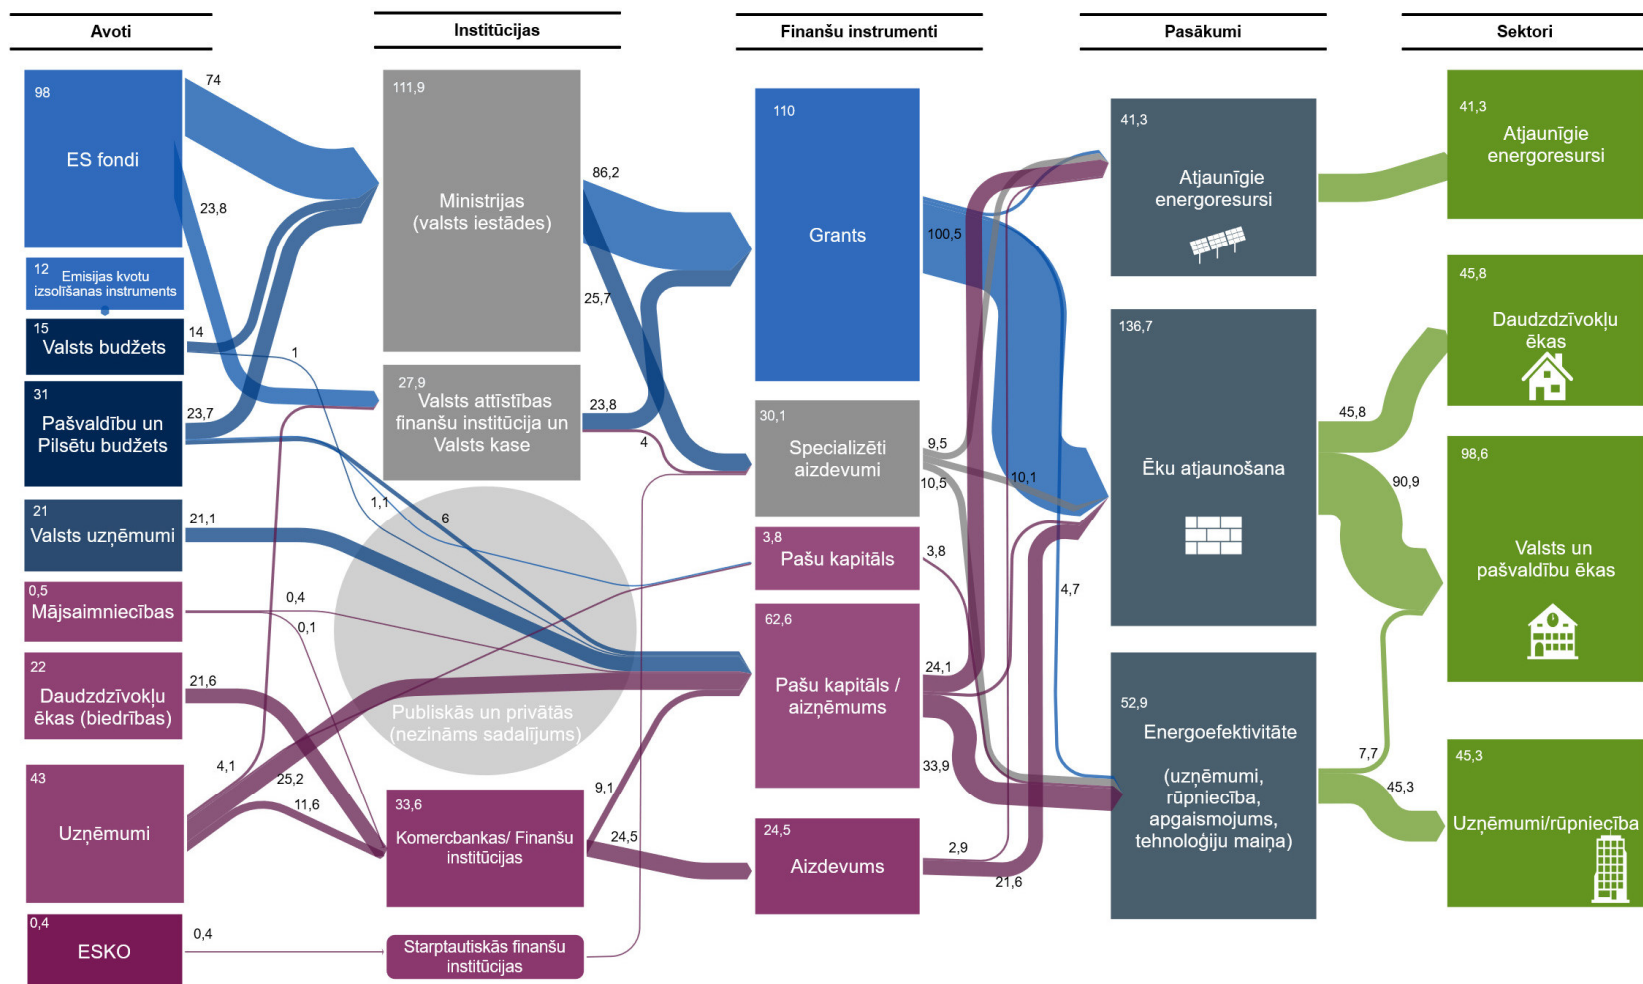 Avoti
Institūcijas
Finanšu instrumenti
Pasākumi
Sektori
98
ES fondi
74
23,8
12
Emisijas kvotu
izsolīšanas instruments
15
Valsts budžets
14
1
31
Pašvaldību un
Pilsētu budžets
23,7
21
Valsts uzņēmumi
21,1
0,5
Mājsaimniecības
0,4
0,1
22
Daudzdzīvokļu
ēkas (biedrības)
21,6
43
Uzņēmumi
4,1
25,2
11,6
0,4
ESKO
0,4
111,9
Ministrijas
(valsts iestādes)
86,2
25,7
27,9
Valsts attīstības
finanšu institūcija un
Valsts kase
23,8
4
1,1
6
Publiskās un privātās
(nezināms sadalījums)
33,6
Komercbankas/ Finanšu
institūcijas
9,1
24,5
Starptautiskās finanšu
institūcijas
110
Grants
100,5
30,1
Specializēti
aizdevumi
9,5
10,5
10,1
3,8
Pašu kapitāls
3,8
62,6
Pašu kapitāls /
aizņēmums
24,1
33,9
24,5
Aizdevums
2,9
21,6
4,7
41,3
Atjaunīgie
energoresursi
136,7
Ēku atjaunošana
45,8
90,9
52,9
Energoefektivitāte
(uzņēmumi,
rūpniecība,
apgaismojums,
tehnoloģiju maiņa)
7,7
45,3
41,3
Atjaunīgie
energoresursi
45,8
Daudzdzīvokļu
ēkas
98,6
Valsts un
pašvaldību ēkas
45,3
Uzņēmumi/rūpniecība